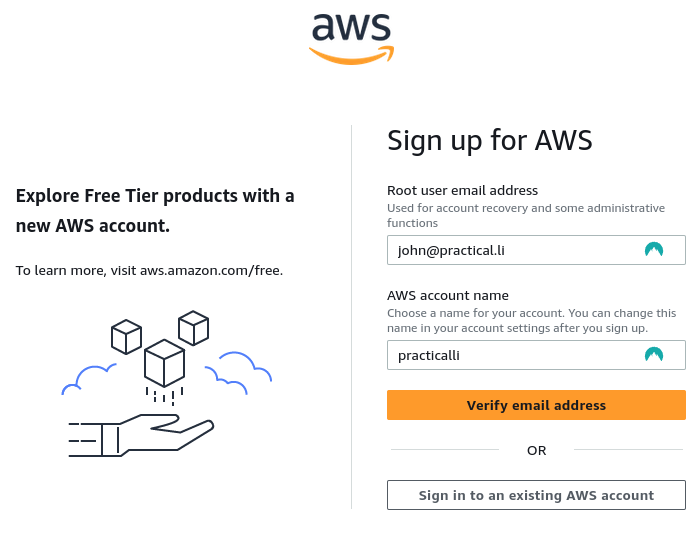 aws
Sign up for AWS
Explore Free Tier products with a
new AWS account.
To learn more, visit aws.amazon.com/free.
Root user email address
Used for account recovery and some administrative
functions
john@practical.li
AWS account name
Choose a name for your account. You can change this
name in your account settings after you sign up.
practicalli
Verify email address
OR
Sign in to an existing AWS account